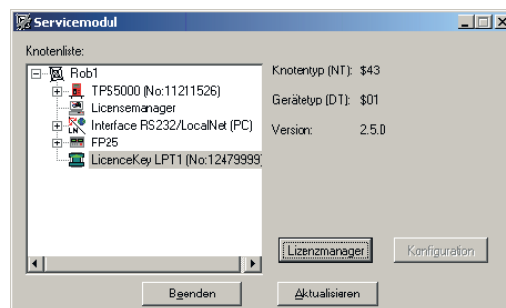 Servicemodul
Knotenliste:
Rob1
TPS5000 (No:11211526)
Licensemanager
LN Interface RS232/LocalNet (PC)
FP25
LicenceKey LPT1 (No:12479999)
Knotentyp (NT): $43
Gerätetyp (DT): $01
Version: 2.5.0
Lizenzmanager
Konfiguration
Beenden
Aktualisieren